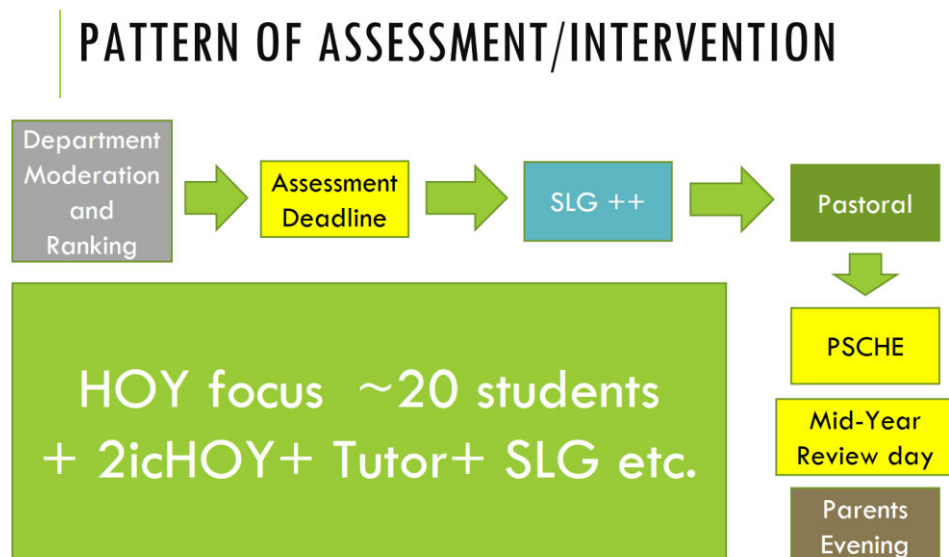 PATTERN OF ASSESSMENT/INTERVENTION
Department
Moderation
and
Ranking
Assessment
Deadline
SLG ++
Pastoral
HOY focus ~20 students
+ 2icHOY+ Tutor+ SLG etc.
PSCHE
Mid-Year
Review day
Parents
Evening